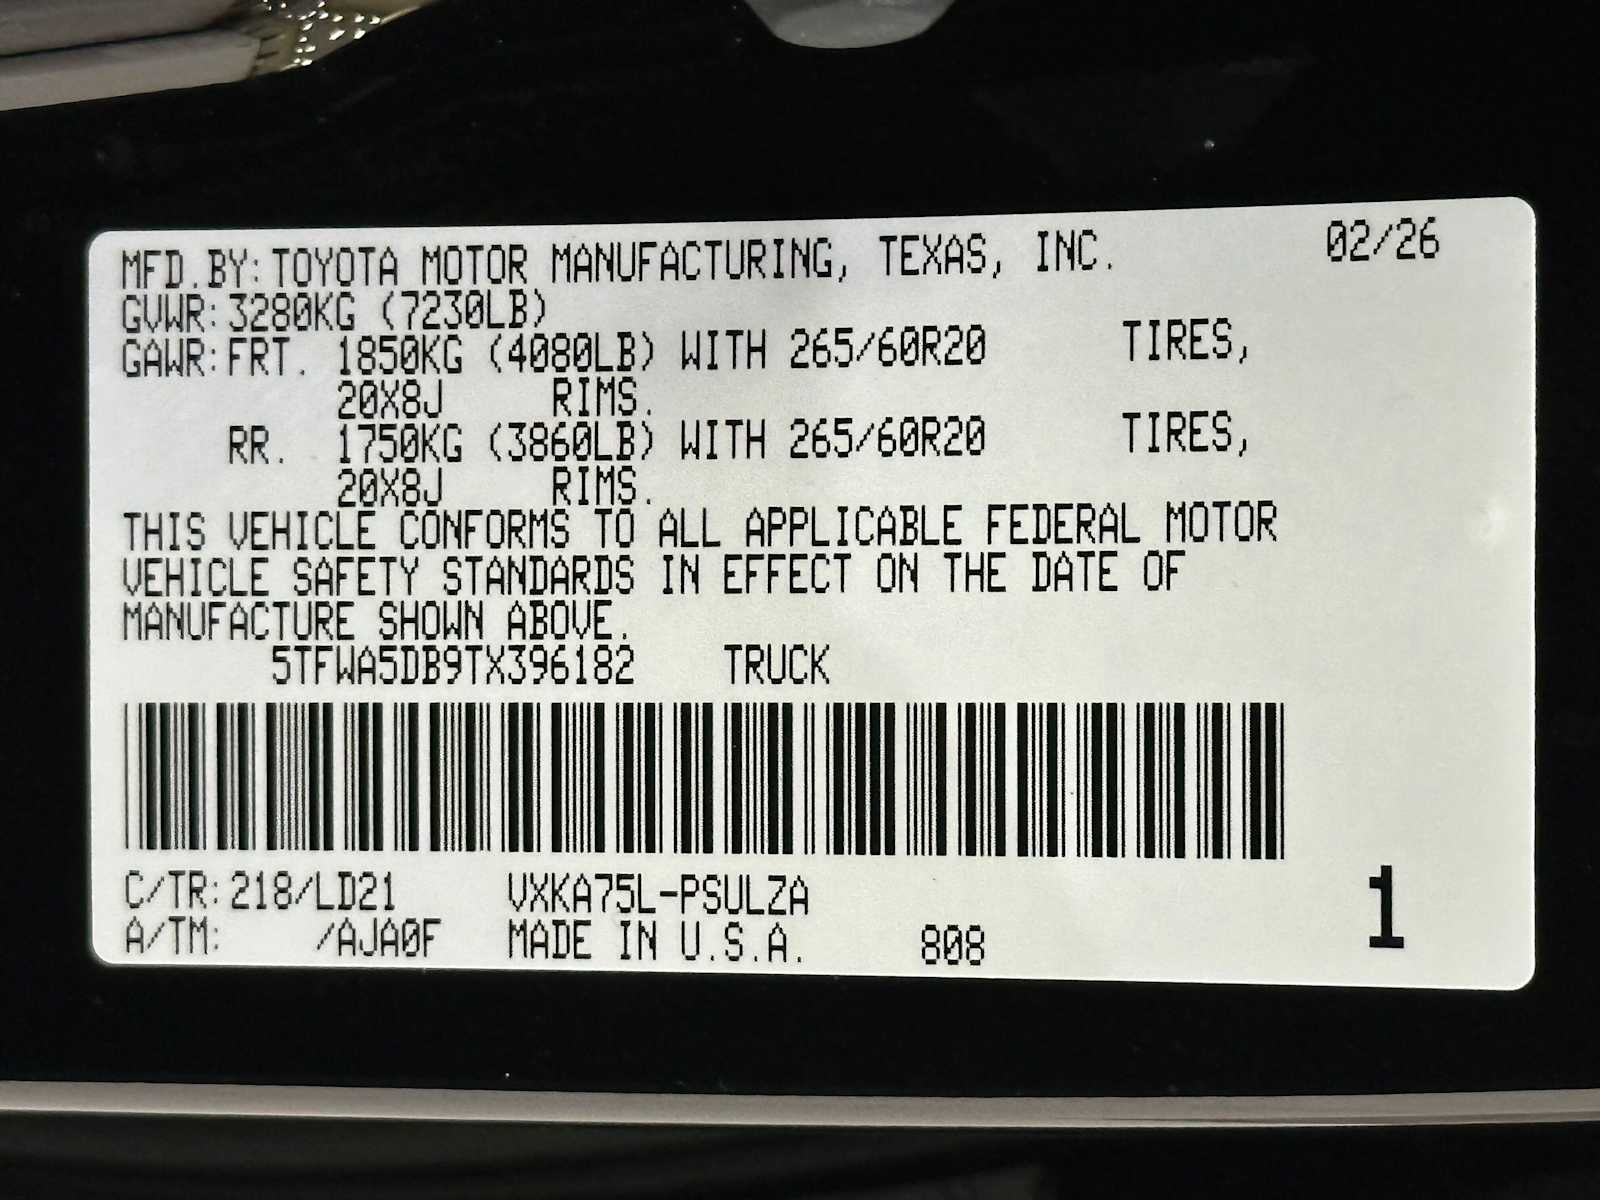 MFD.BY:TOYOTA MOTOR MANUFACTURING, TEXAS, INC. 02/26
GVWR:3280KG (7230LB)
GAWR:FRT. 1850KG (4080LB) WITH 265/60R20 TIRES,
20X8J RIMS.
RR. 1750KG (3860LB) WITH 265/60R20 TIRES,
20X8J RIMS.
THIS VEHICLE CONFORMS TO ALL APPLICABLE FEDERAL MOTOR
VEHICLE SAFETY STANDARDS IN EFFECT ON THE DATE OF
MANUFACTURE SHOWN ABOVE.
5TFWA5DB9TX396182 TRUCK
C/TR:218/LD21 VXKA75L-PSULZA
A/TM: /AJA0F MADE IN U.S.A. 808
1